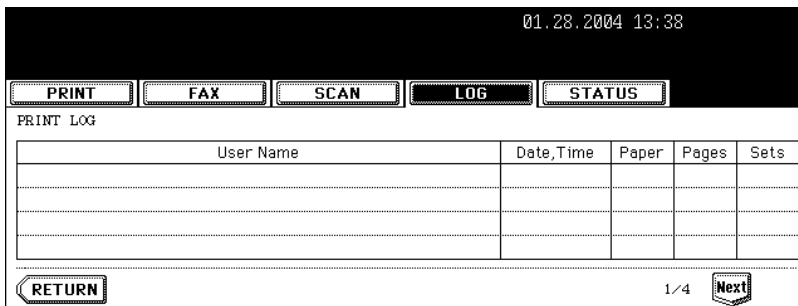 01.28.2004 13:38
PRINT FAX SCAN LOG STATUS
PRINT LOG
User Name Date,Time Paper Pages Sets
RETURN 1/4 Next